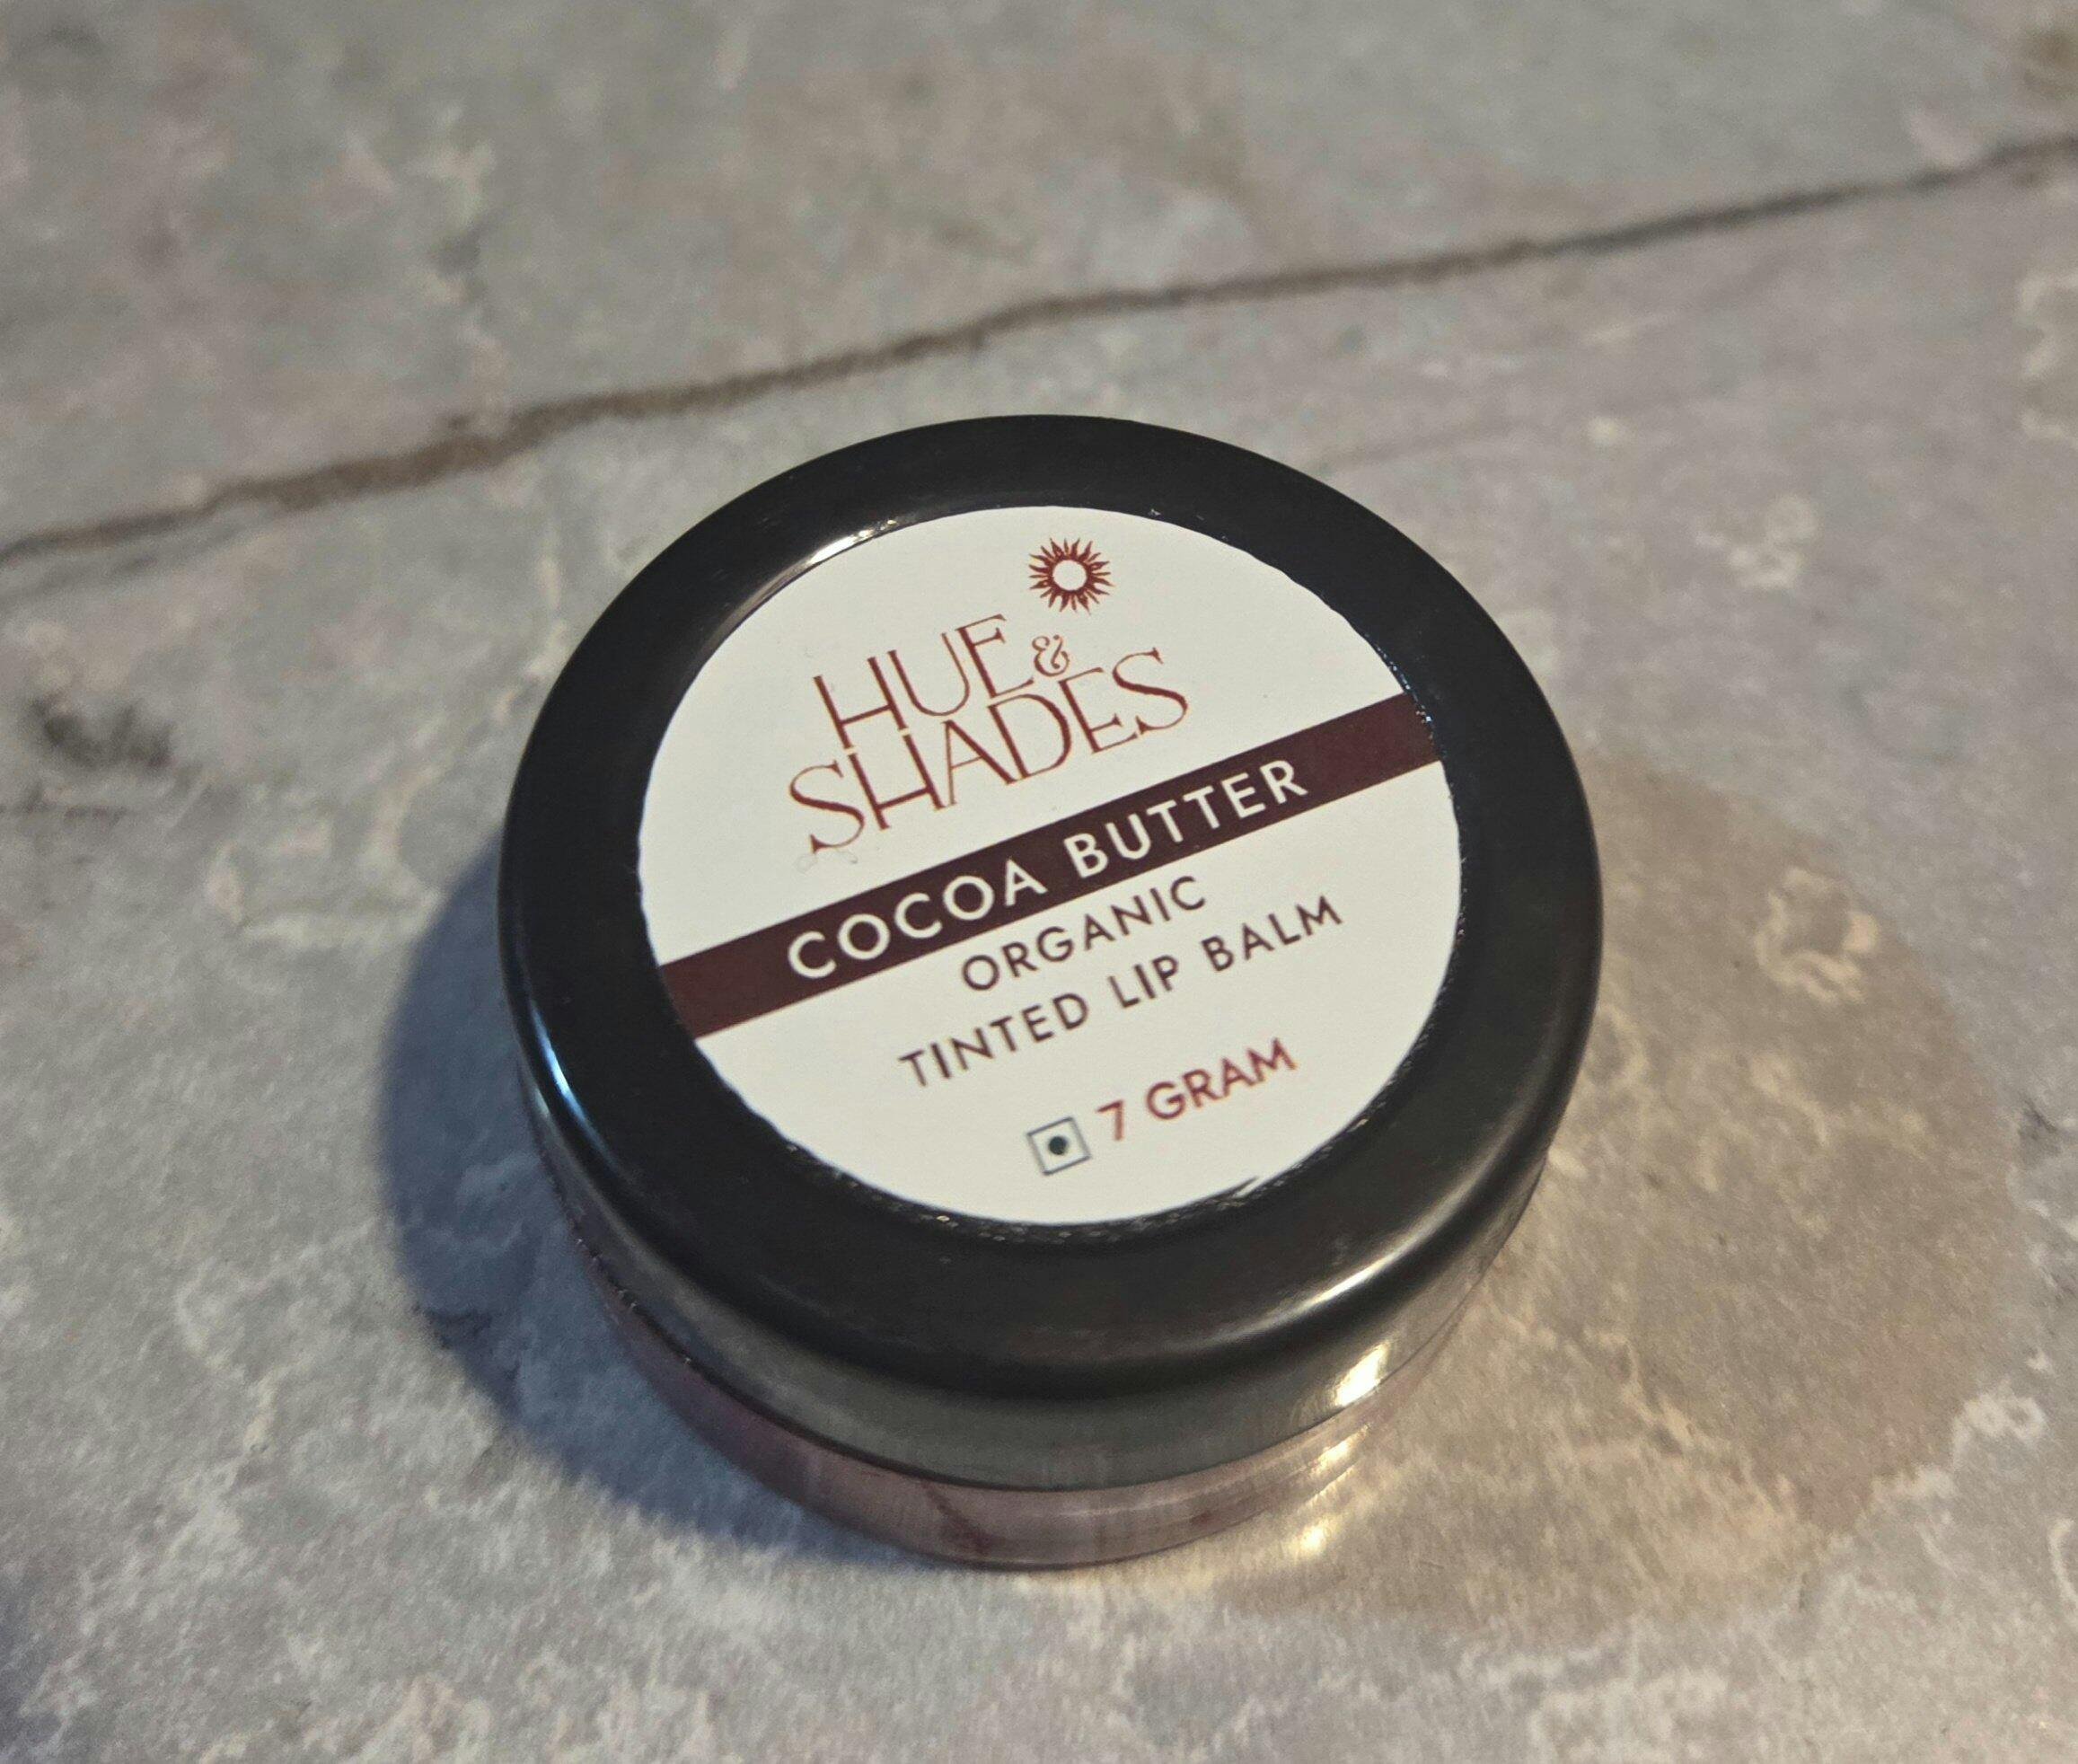 HUE &
SHADES
COCOA BUTTER
ORGANIC
TINTED LIP BALM
7 GRAM